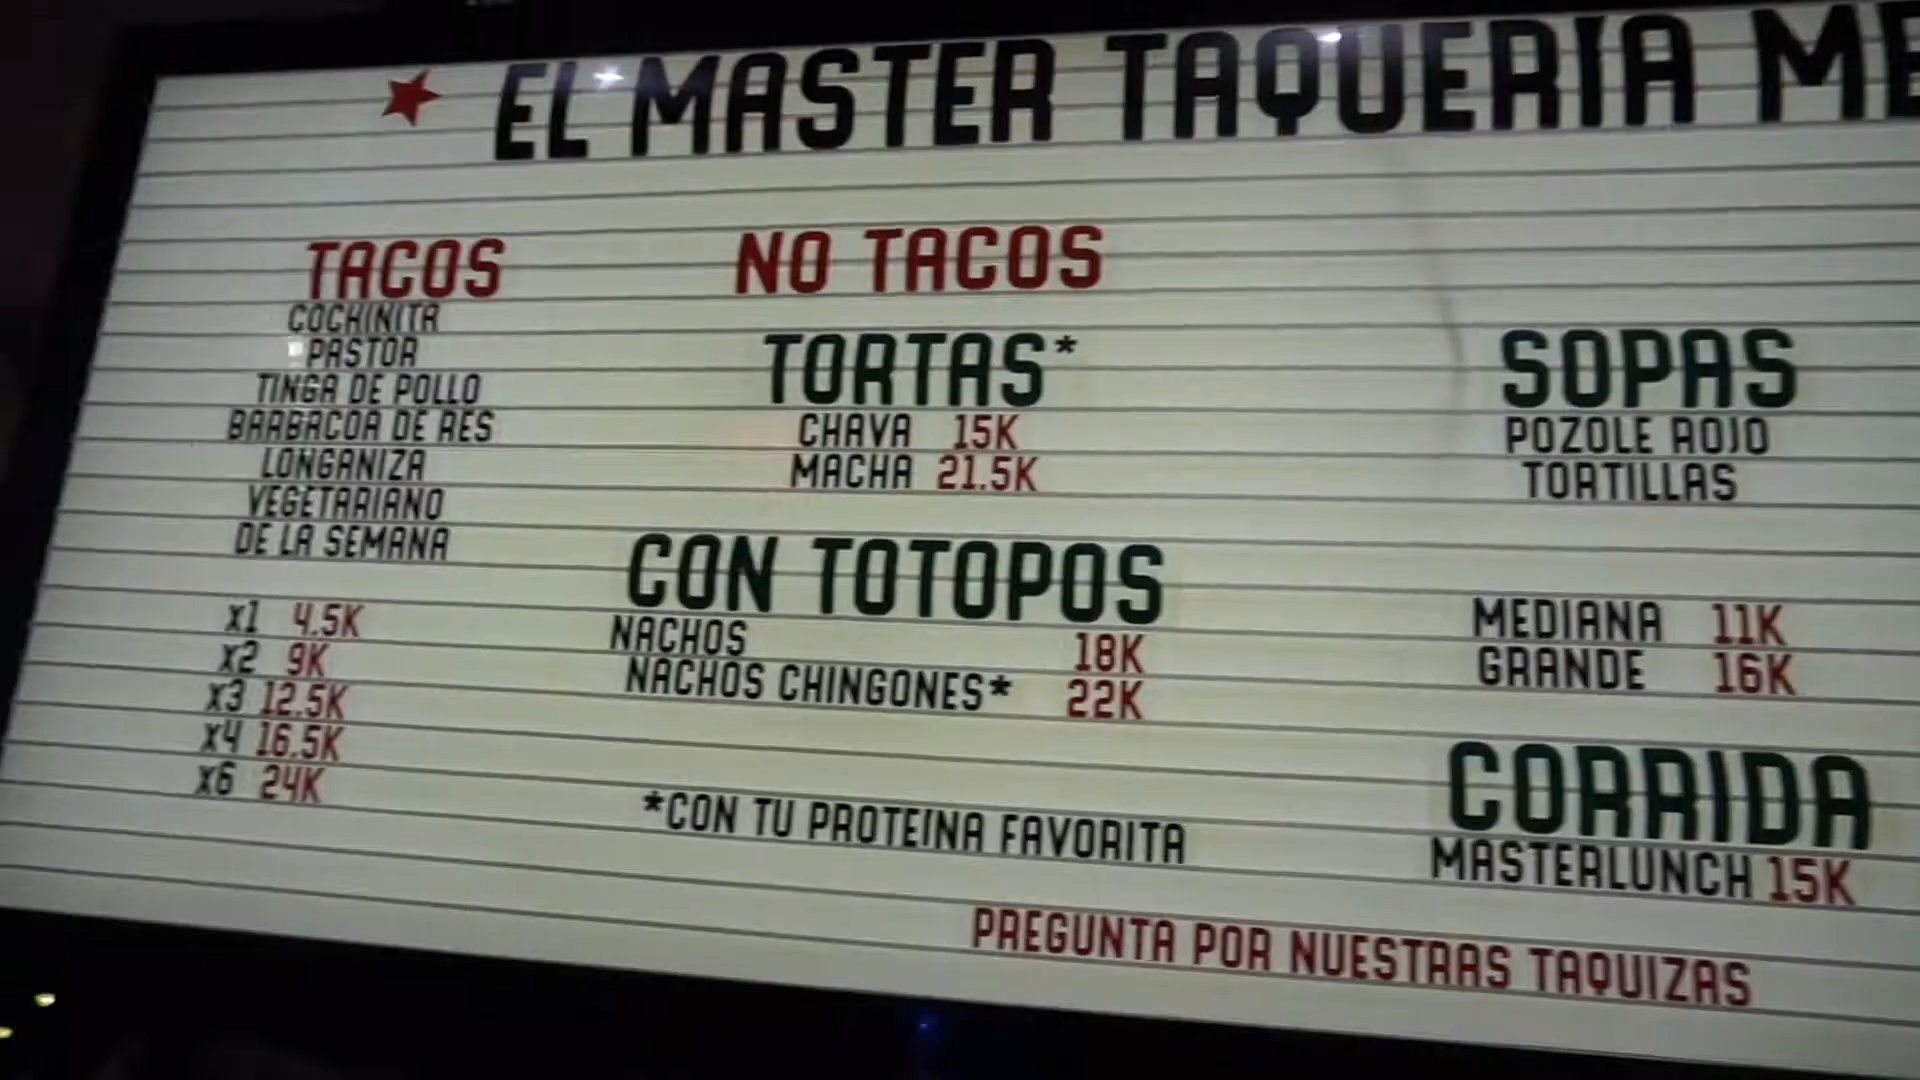 EL MASTER TAQUERIA
TACOS
COCHINITA
PASTOR
TINGA DE POLLO
BARBACOA DE RES
LONGANIZA
VEGETARIANO
DE LA SEMANA
x1 4.5K
x2 9K
x3 12.5K
x4 16.5K
x6 24K
NO TACOS
TORTAS*
CHAVA 15K
MACHA 21.5K
CON TOTOPOS
NACHOS 18K
NACHOS CHINGONES* 22K
*CON TU PROTEINA FAVORITA
SOPAS
POZOLE ROJO
TORTILLAS
MEDIANA 11K
GRANDE 16K
CORRIDA
MASTERLUNCH 15K
PREGUNTA POR NUESTRAS TAQUIZAS